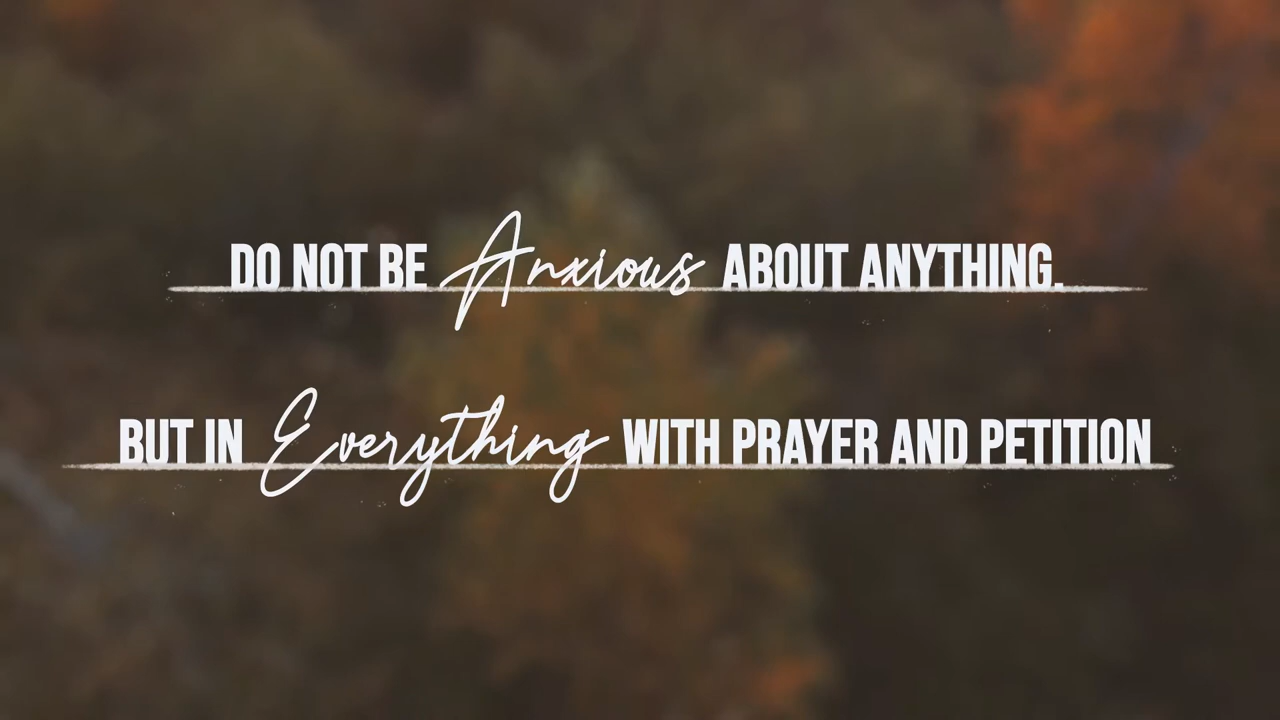 DO NOT BE Anxious ABOUT ANYTHING.
BUT IN Everything WITH PRAYER AND PETITION